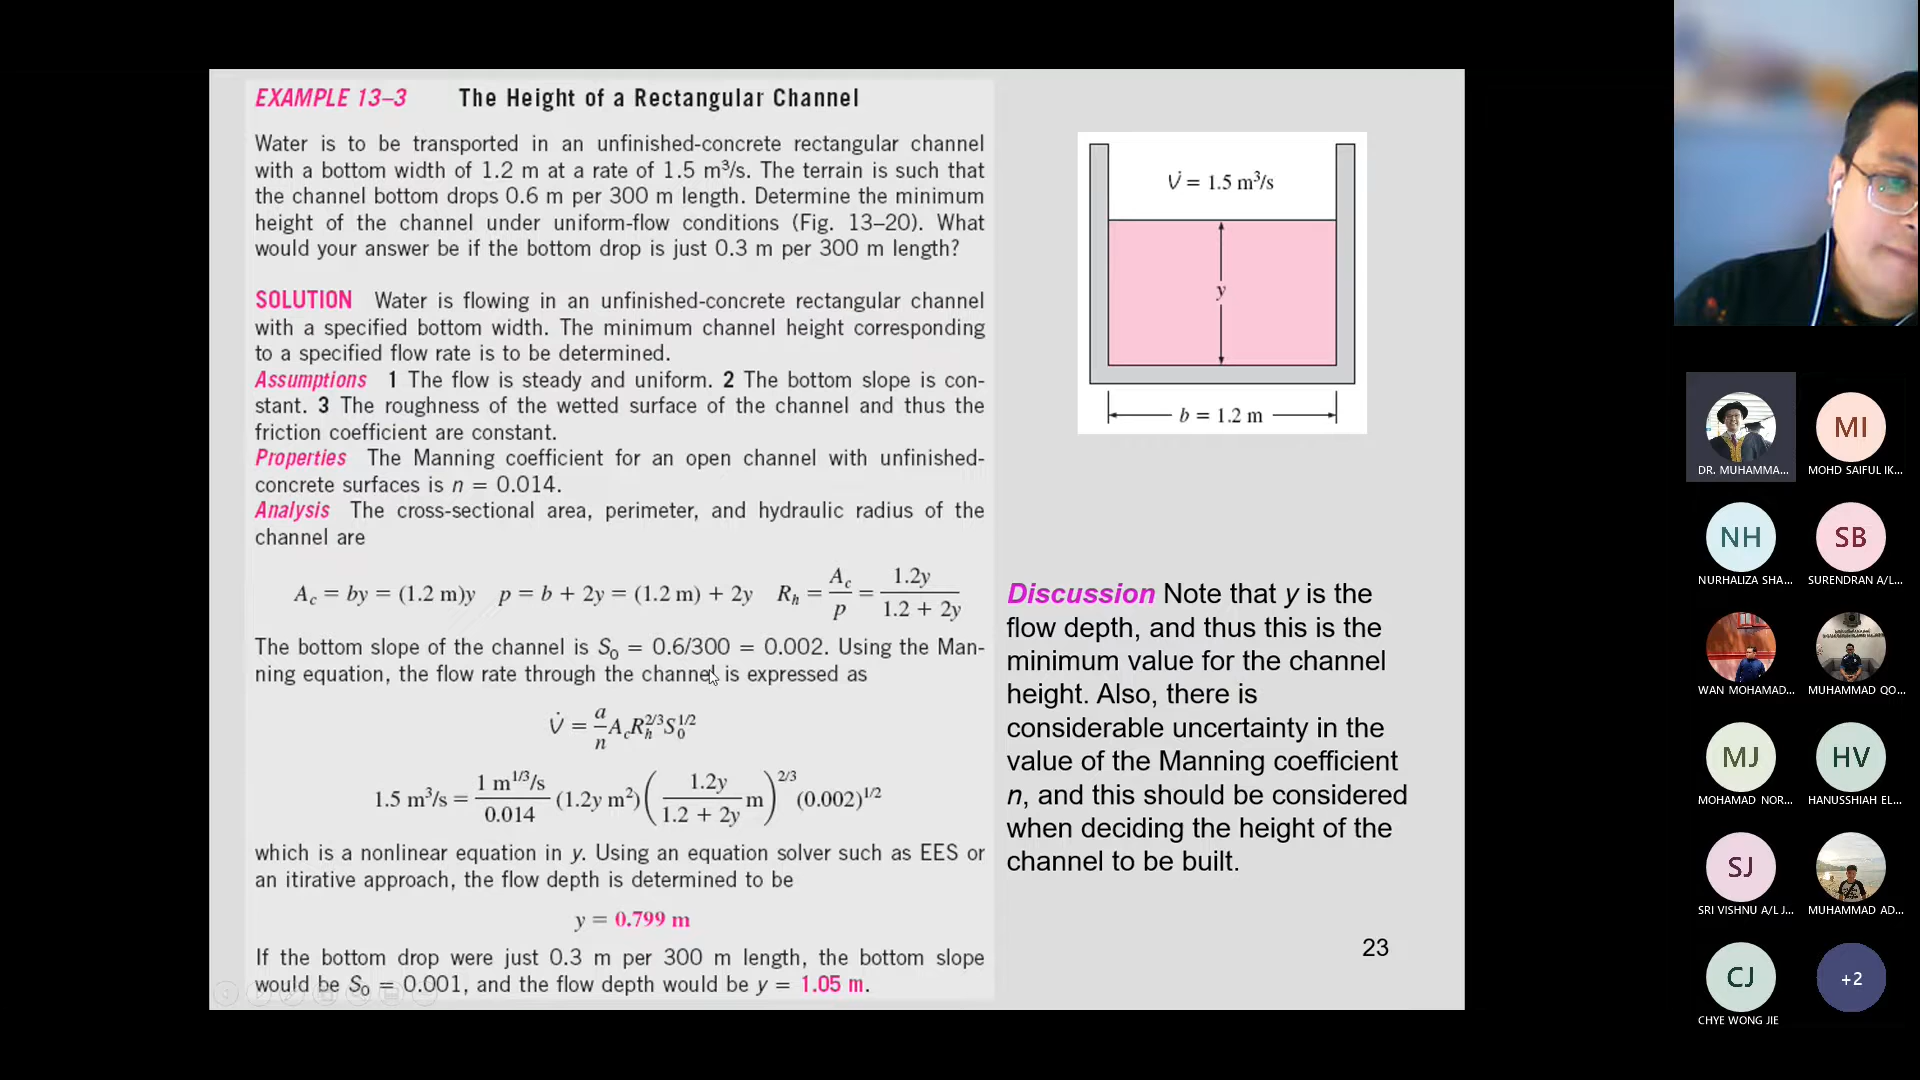 EXAMPLE 13–3 The Height of a Rectangular Channel
Water is to be transported in an unfinished-concrete rectangular channel
with a bottom width of 1.2 m at a rate of 1.5 m³/s. The terrain is such that
the channel bottom drops 0.6 m per 300 m length. Determine the minimum
height of the channel under uniform-flow conditions (Fig. 13–20). What
would your answer be if the bottom drop is just 0.3 m per 300 m length?
SOLUTION Water is flowing in an unfinished-concrete rectangular channel
with a specified bottom width. The minimum channel height corresponding
to a specified flow rate is to be determined.
Assumptions 1 The flow is steady and uniform. 2 The bottom slope is con-
stant. 3 The roughness of the wetted surface of the channel and thus the
friction coefficient are constant.
Properties The Manning coefficient for an open channel with unfinished-
concrete surfaces is n = 0.014.
Analysis The cross-sectional area, perimeter, and hydraulic radius of the
channel are
A_c = by = (1.2 m)y p = b + 2y = (1.2 m) + 2y R_h = A_c/p = 1.2y/(1.2 + 2y)
The bottom slope of the channel is S₀ = 0.6/300 = 0.002. Using the Man-
ning equation, the flow rate through the channel is expressed as
V̇ = a/n A_c R_h^2/3 S₀^1/2
1.5 m³/s = 1 m^1/3/s / 0.014 (1.2y m²)(1.2y/(1.2 + 2y) m)^2/3 (0.002)^1/2
which is a nonlinear equation in y. Using an equation solver such as EES or
an itirative approach, the flow depth is determined to be
y = 0.799 m
If the bottom drop were just 0.3 m per 300 m length, the bottom slope
would be S₀ = 0.001, and the flow depth would be y = 1.05 m.
V̇ = 1.5 m³/s
y
b = 1.2 m
Discussion Note that y is the
flow depth, and thus this is the
minimum value for the channel
height. Also, there is
considerable uncertainty in the
value of the Manning coefficient
n, and this should be considered
when deciding the height of the
channel to be built.
23
DR. MUHAMMA...
MI
MOHD SAIFUL IK...
NH
NURHALIZA SHA...
SB
SURENDRAN A/L...
WAN MOHAMAD...
MUHAMMAD QO...
MJ
MOHAMAD NOR...
HV
HANUSSHIAH EL...
SJ
SRI VISHNU A/L J...
MUHAMMAD AD...
CJ
CHYE WONG JIE
+2